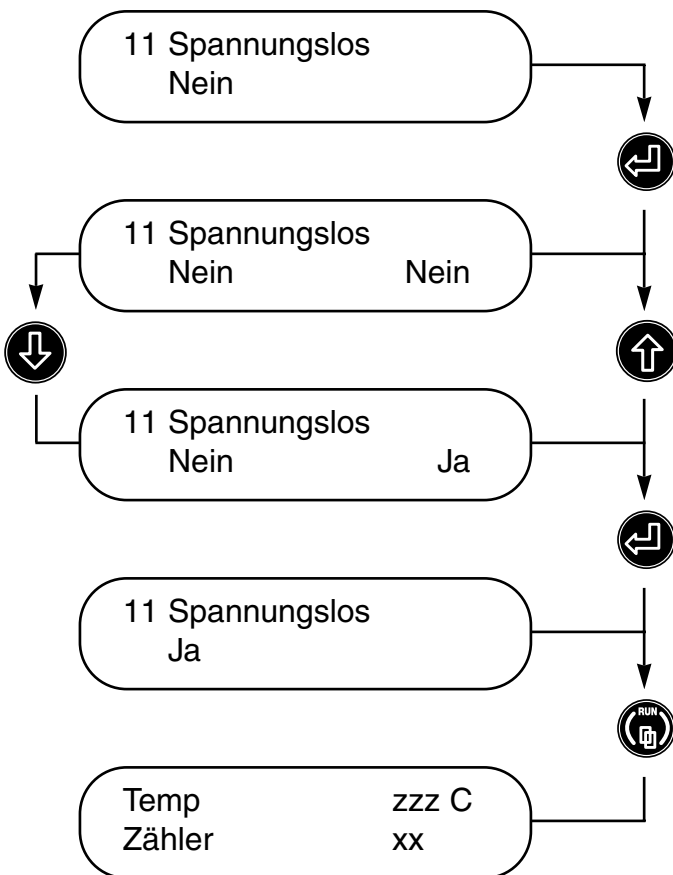 11 Spannungslos
Nein
11 Spannungslos
Nein Nein
11 Spannungslos
Nein Ja
11 Spannungslos
Ja
RUN
Temp zzz C
Zähler xx